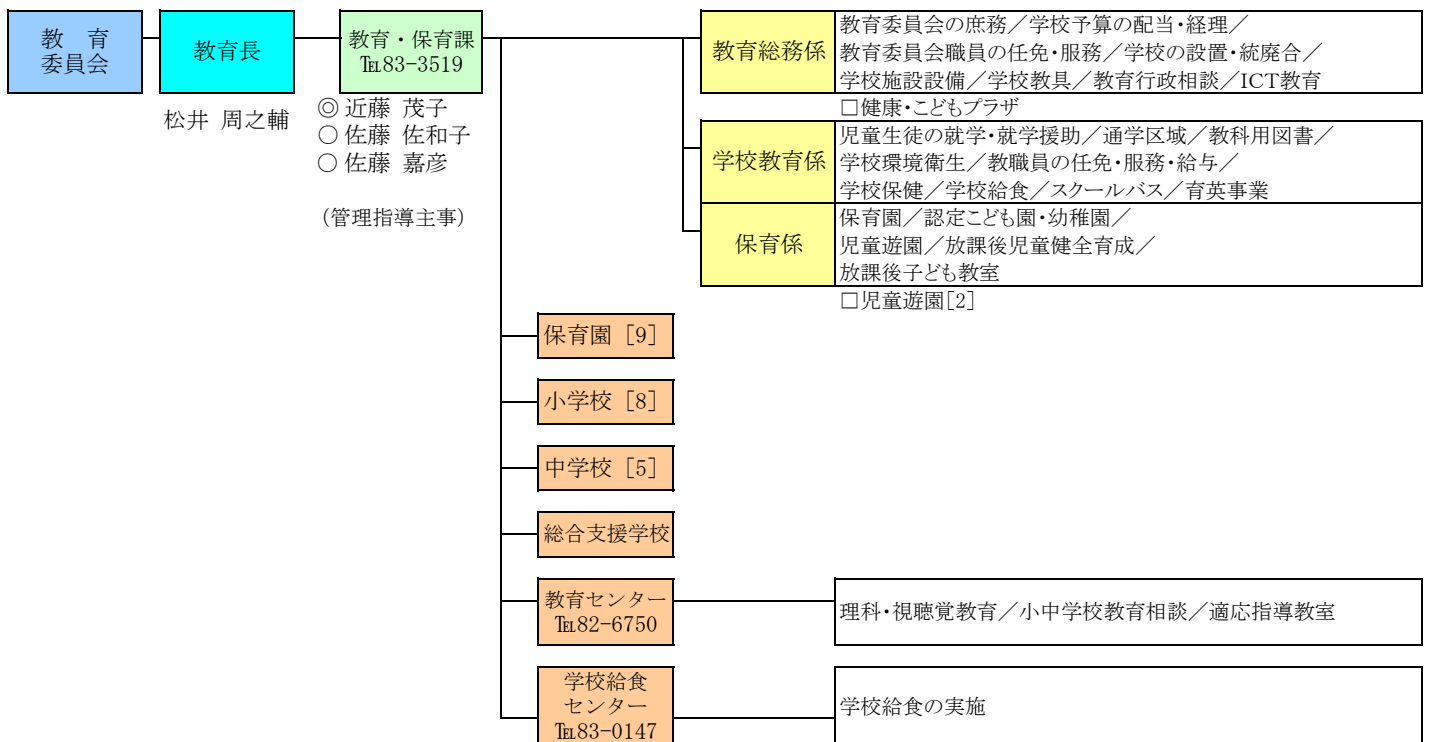 教　育
委員会
教育長
松井 周之輔
教育・保育課
℡83-3519
◎ 近藤 茂子
○ 佐藤 佐和子
○ 佐藤 嘉彦
(管理指導主事)
教育総務係
教育委員会の庶務／学校予算の配当・経理／
教育委員会職員の任免・服務／学校の設置・統廃合／
学校施設設備／学校教具／教育行政相談／ICT教育
□健康・こどもプラザ
学校教育係
児童生徒の就学・就学援助／通学区域／教科用図書／
学校環境衛生／教職員の任免・服務・給与／
学校保健／学校給食／スクールバス／育英事業
保育係
保育園／認定こども園・幼稚園／
児童遊園／放課後児童健全育成／
放課後子ども教室
□児童遊園[2]
保育園 [9]
小学校 [8]
中学校 [5]
総合支援学校
教育センター
℡82-6750
理科・視聴覚教育／小中学校教育相談／適応指導教室
学校給食
センター
℡83-0147
学校給食の実施